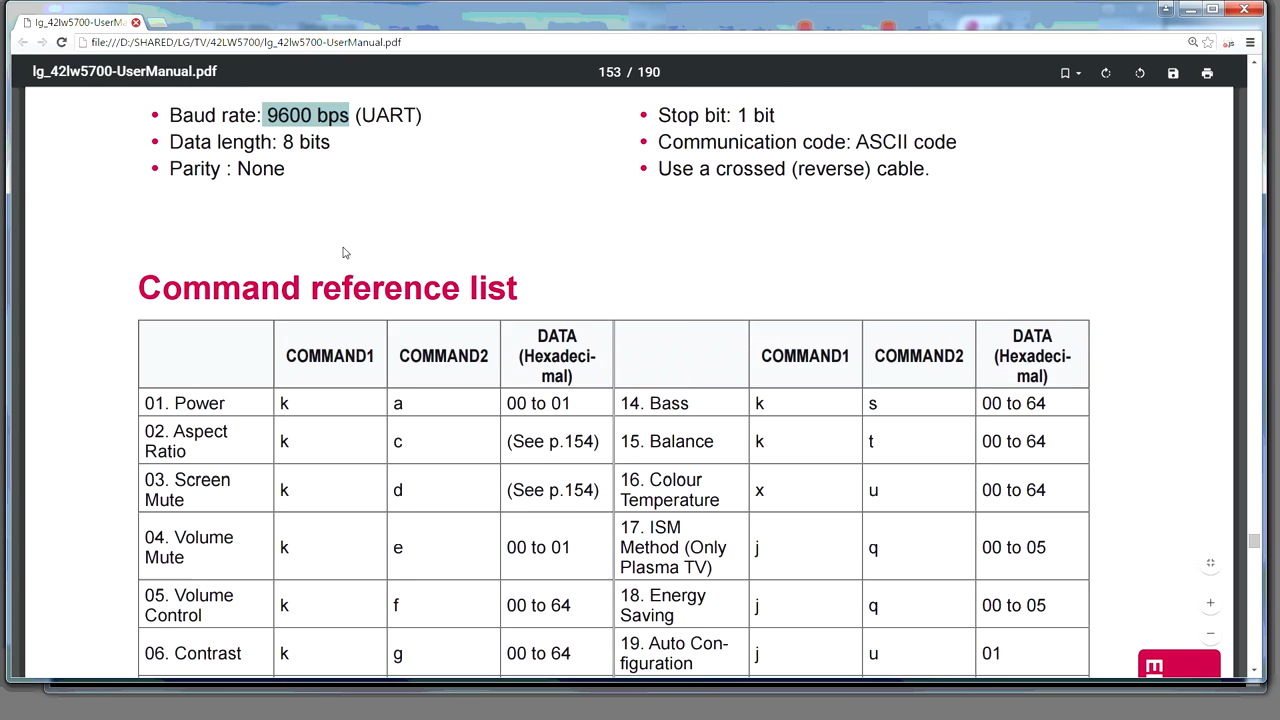 lg_42lw5700-UserMa
file:///D:/SHARED/LG/TV/42LW5700/lg_42lw5700-UserManual.pdf
lg_42lw5700-UserManual.pdf
153 / 190
• Baud rate: 9600 bps (UART)
• Data length: 8 bits
• Parity : None
• Stop bit: 1 bit
• Communication code: ASCII code
• Use a crossed (reverse) cable.
Command reference list
COMMAND1 COMMAND2 DATA (Hexadeci-mal) COMMAND1 COMMAND2 DATA (Hexadeci-mal)
01. Power k a 00 to 01 14. Bass k s 00 to 64
02. Aspect Ratio k c (See p.154) 15. Balance k t 00 to 64
03. Screen Mute k d (See p.154) 16. Colour Temperature x u 00 to 64
04. Volume Mute k e 00 to 01 17. ISM Method (Only Plasma TV) j q 00 to 05
05. Volume Control k f 00 to 64 18. Energy Saving j q 00 to 05
06. Contrast k g 00 to 64 19. Auto Con-figuration j u 01